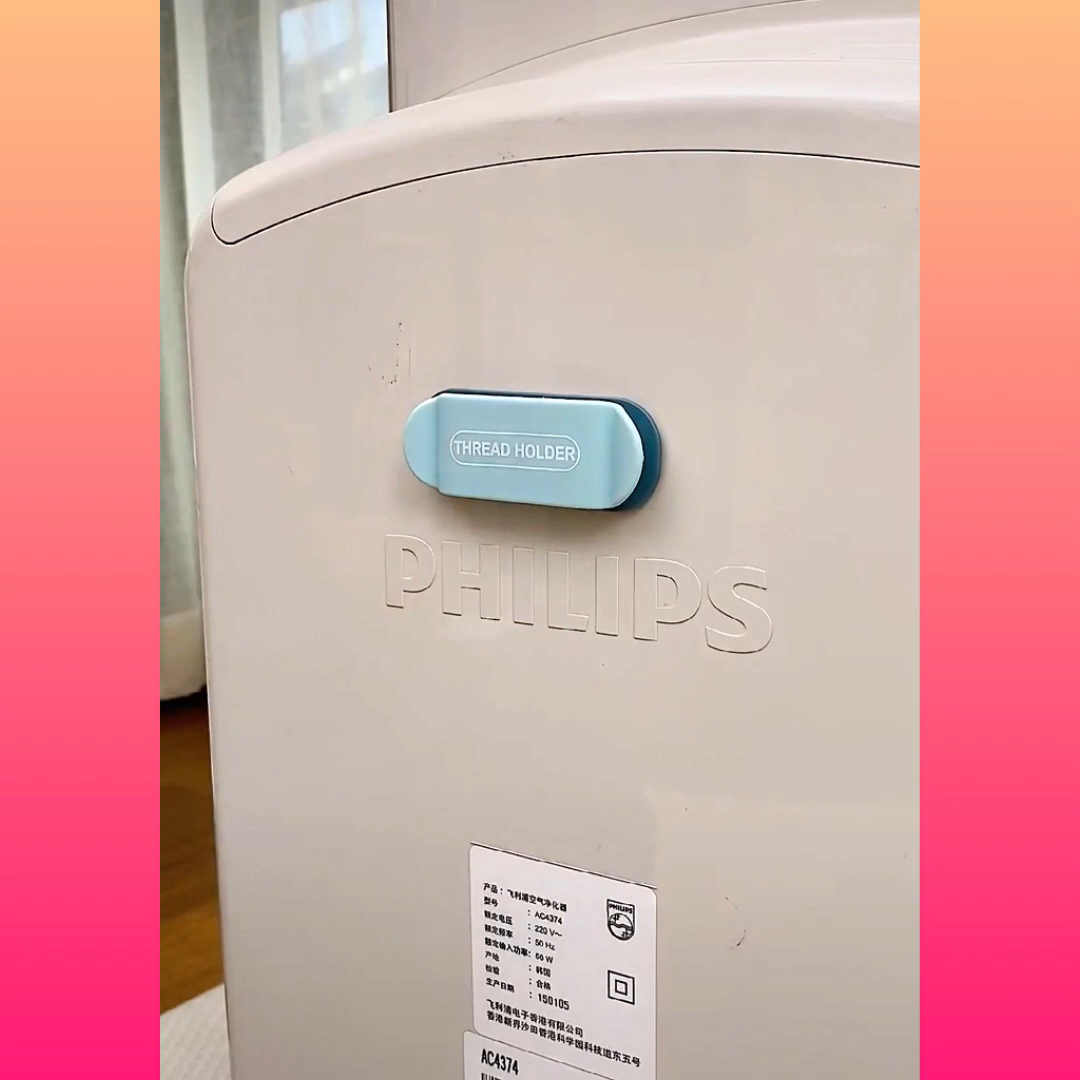 THREAD HOLDER
PHILIPS
产品：飞利浦空气净化器
型号：AC4374
额定电压：220 V~
额定频率：50 Hz
额定输入功率：60 W
产地：韩国
检验：合格
生产日期：150105
飞利浦电子香港有限公司
香港新界沙田香港科学园科技道东五号
PHILIPS
AC4374